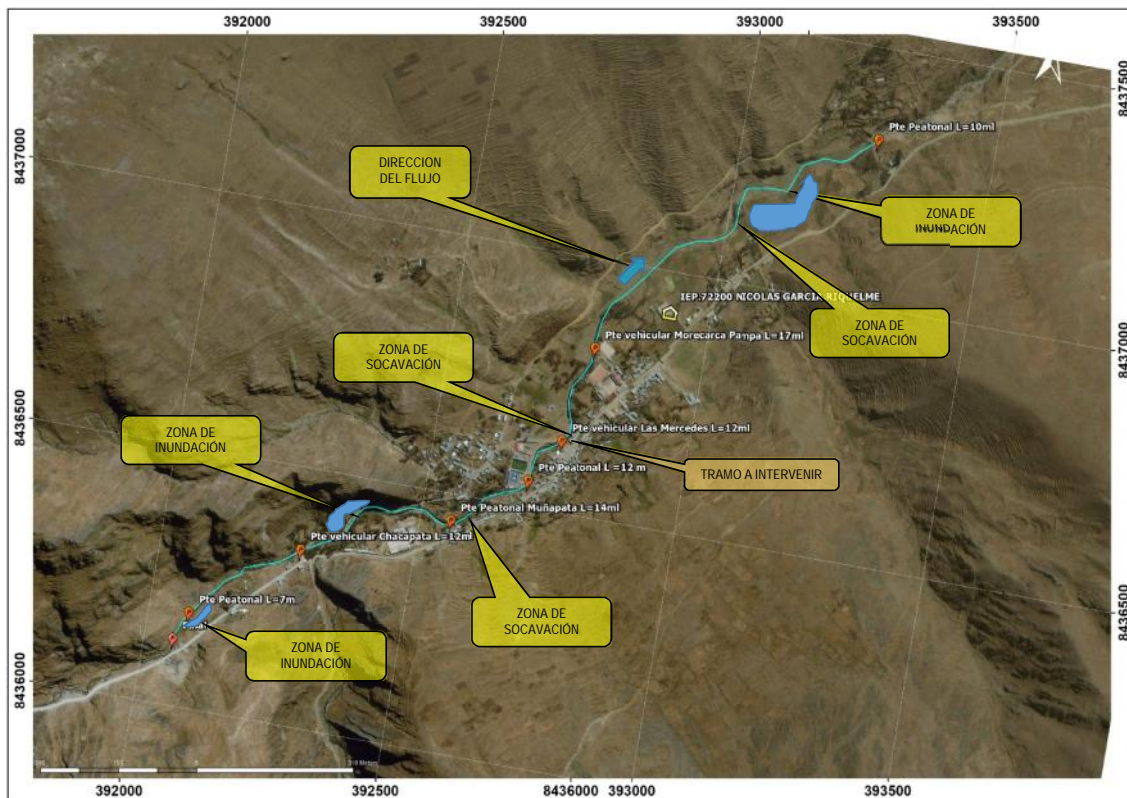 392000
392500
393000
393500
8437500
8437000
8436500
8437000
8436500
8436000
Pte Peatonal L=10ml
DIRECCION
DEL FLUJO
ZONA DE
INUNDACIÓN
IEP.72200 NICOLAS GARCIA RIQUELME
ZONA DE
SOCAVACIÓN
Pte vehicular Morecarca Pampa L=17ml
ZONA DE
SOCAVACIÓN
ZONA DE
INUNDACIÓN
Pte vehicular Las Mercedes L=12ml
Pte Peatonal L=12 m
TRAMO A INTERVENIR
Pte Peatonal Muñapata L=14ml
Pte vehicular Chacapata L=12ml
Pte Peatonal L=7m
ZONA DE
SOCAVACIÓN
ZONA DE
INUNDACIÓN
392000
392500
8436000
393000
393500